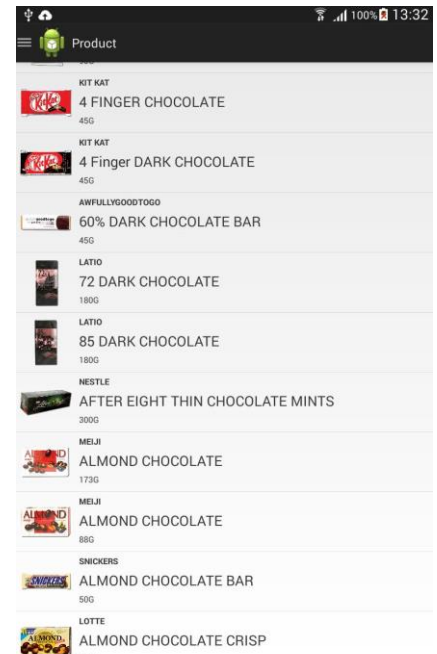 100% 13:32
Product
KIT KAT
4 FINGER CHOCOLATE
45G
KIT KAT
4 Finger DARK CHOCOLATE
45G
AWFULLYGOODTOGO
60% DARK CHOCOLATE BAR
45G
LATIO
72 DARK CHOCOLATE
180G
LATIO
85 DARK CHOCOLATE
180G
NESTLE
AFTER EIGHT THIN CHOCOLATE MINTS
300G
MEIJI
ALMOND CHOCOLATE
173G
MEIJI
ALMOND CHOCOLATE
88G
SNICKERS
SNICKERS
ALMOND CHOCOLATE BAR
50G
LOTTE
ALMOND
ALMOND CHOCOLATE CRISP